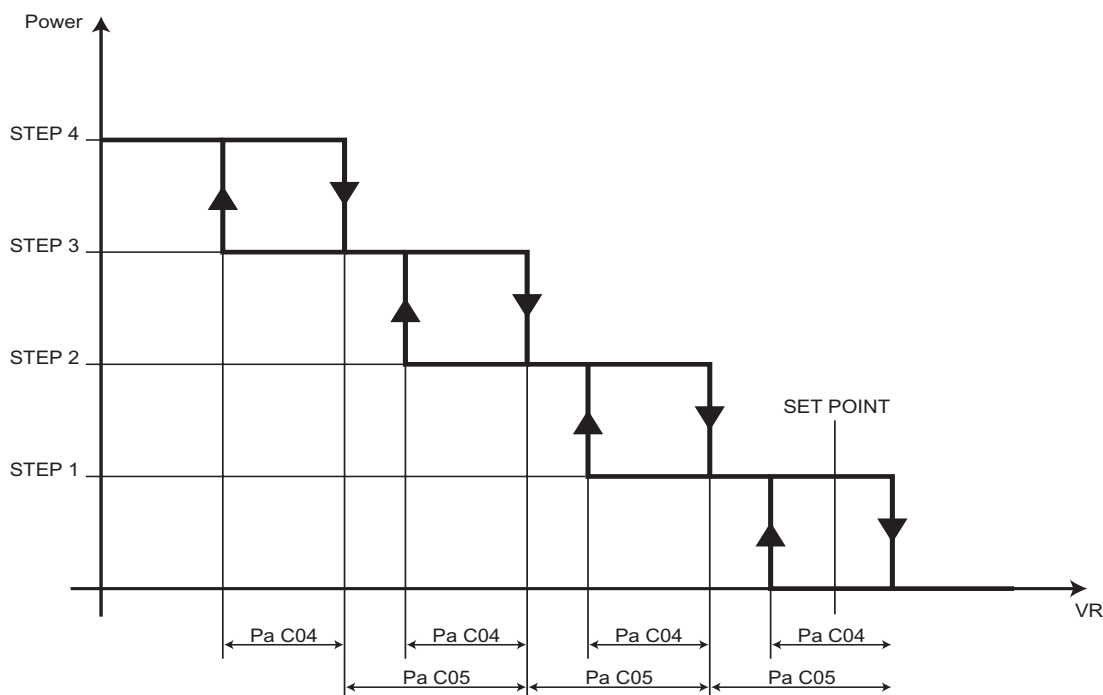 Power
STEP 4
STEP 3
STEP 2
SET POINT
STEP 1
VR
Pa C04 Pa C04 Pa C04 Pa C04
Pa C05 Pa C05 Pa C05